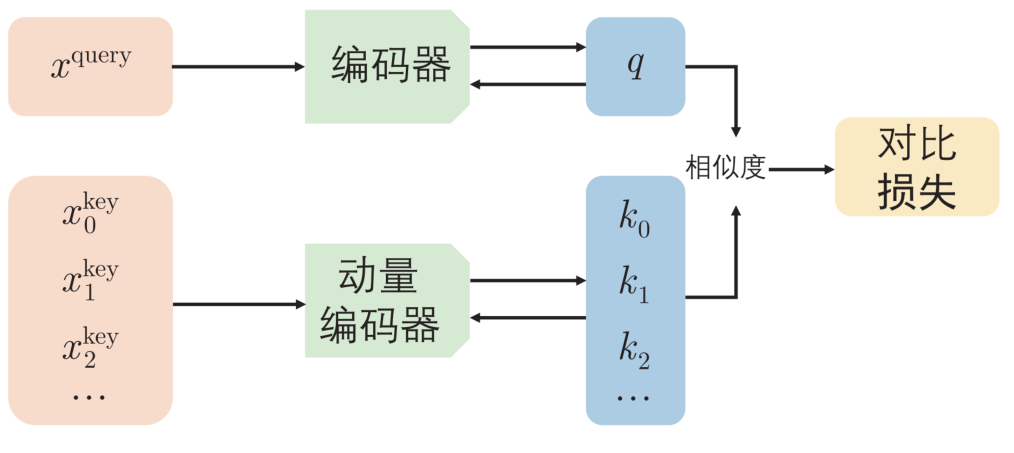 x^query
编码器
q
相似度
对比
损失
x_0^key
x_1^key
x_2^key
...
动量
编码器
k_0
k_1
k_2
...